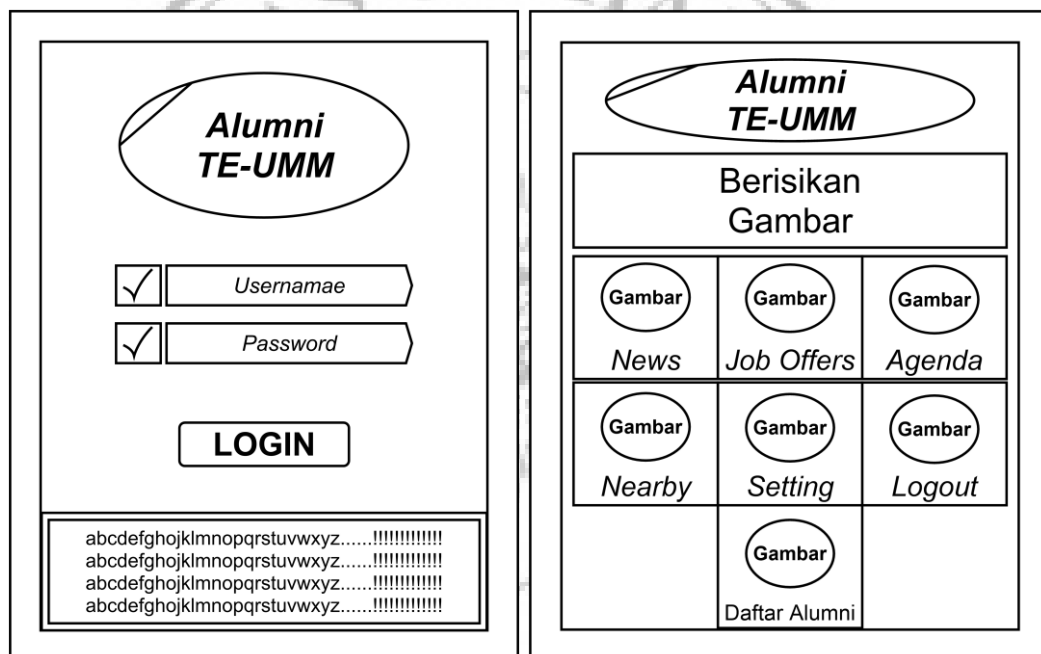 Alumni
TE-UMM
Usernamae
Password
LOGIN
abcdefghojklmnopqrstuvwxyz......!!!!!!!!!!!!!
abcdefghojklmnopqrstuvwxyz......!!!!!!!!!!!!!
abcdefghojklmnopqrstuvwxyz......!!!!!!!!!!!!!
abcdefghojklmnopqrstuvwxyz......!!!!!!!!!!!!!
Alumni
TE-UMM
Berisikan
Gambar
Gambar Gambar Gambar
News Job Offers Agenda
Gambar Gambar Gambar
Nearby Setting Logout
Gambar
Daftar Alumni